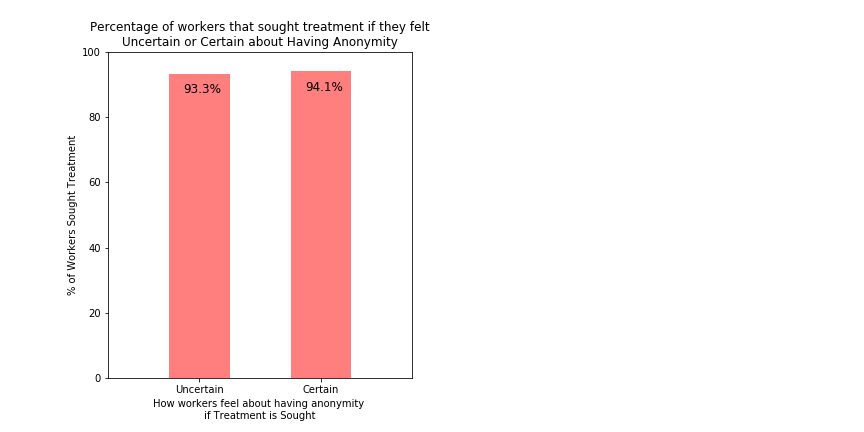 Percentage of workers that sought treatment if they felt
Uncertain or Certain about Having Anonymity
100
80
60
40
20
0
% of Workers Sought Treatment
93.3%
94.1%
Uncertain
Certain
How workers feel about having anonymity
if Treatment is Sought